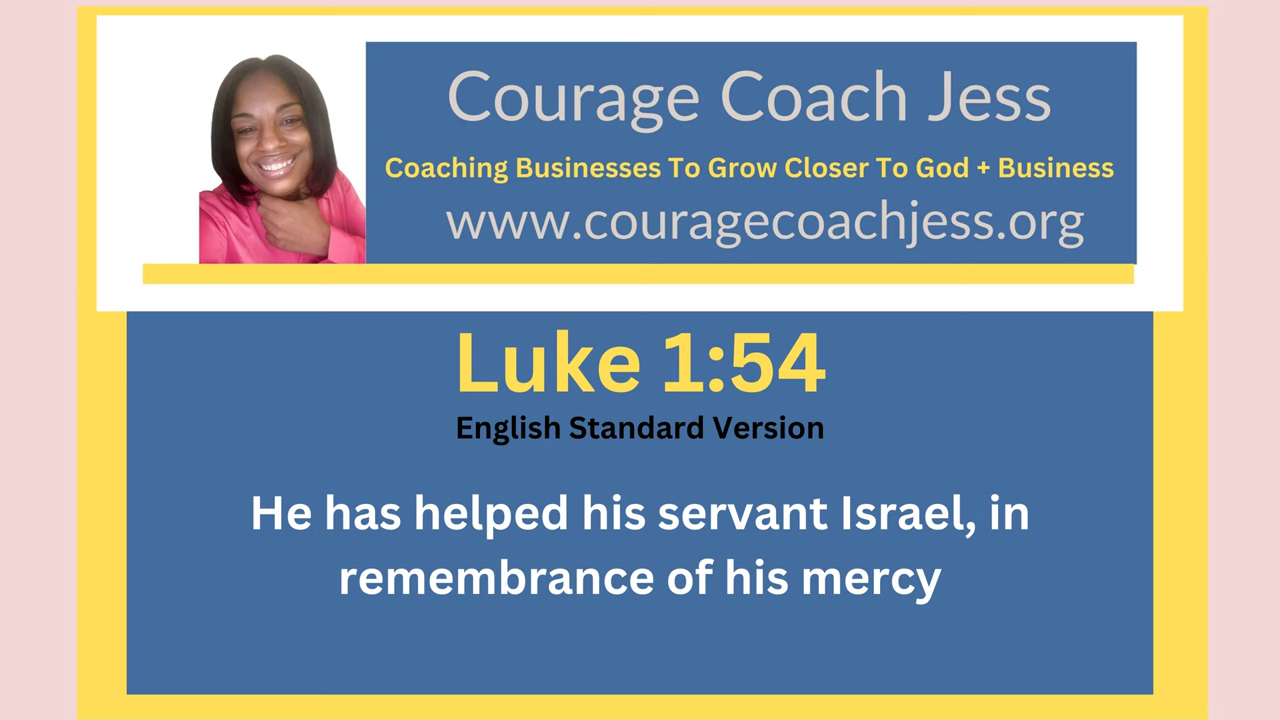 Courage Coach Jess
Coaching Businesses To Grow Closer To God + Business
www.couragecoachjess.org
Luke 1:54
English Standard Version
He has helped his servant Israel, in
remembrance of his mercy